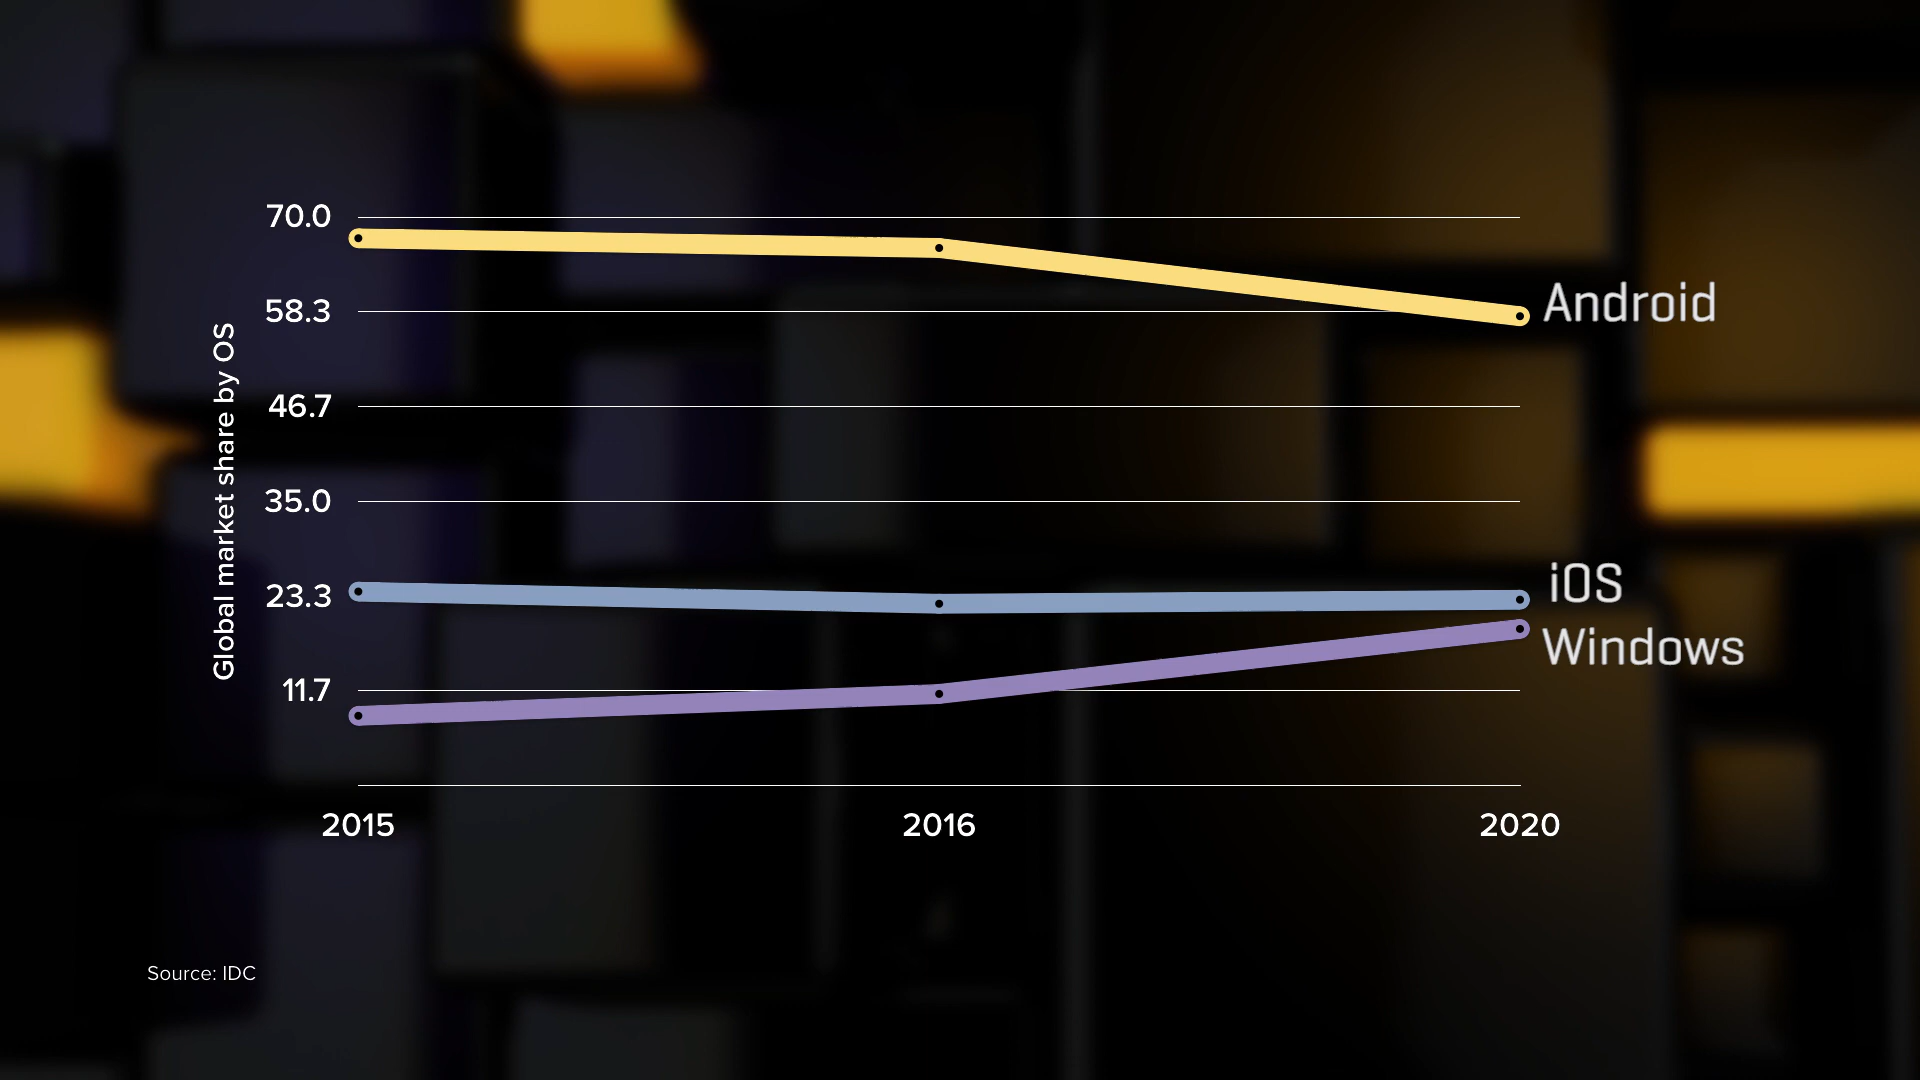 Global market share by OS
70.0
58.3
46.7
35.0
23.3
11.7
Android
iOS
Windows
2015 2016 2020
Source: IDC